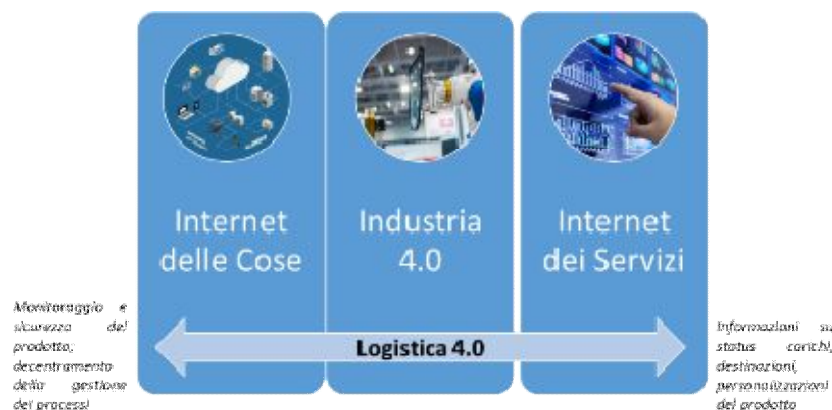 Internet
delle Cose
Industria
4.0
Internet
dei Servizi
Monitoraggio e
sicurezza del
prodotto;
decentramento
della gestione
dei processi
Logistica 4.0
Informazioni su
status carichi,
destinazioni,
personalizzazioni
del prodotto